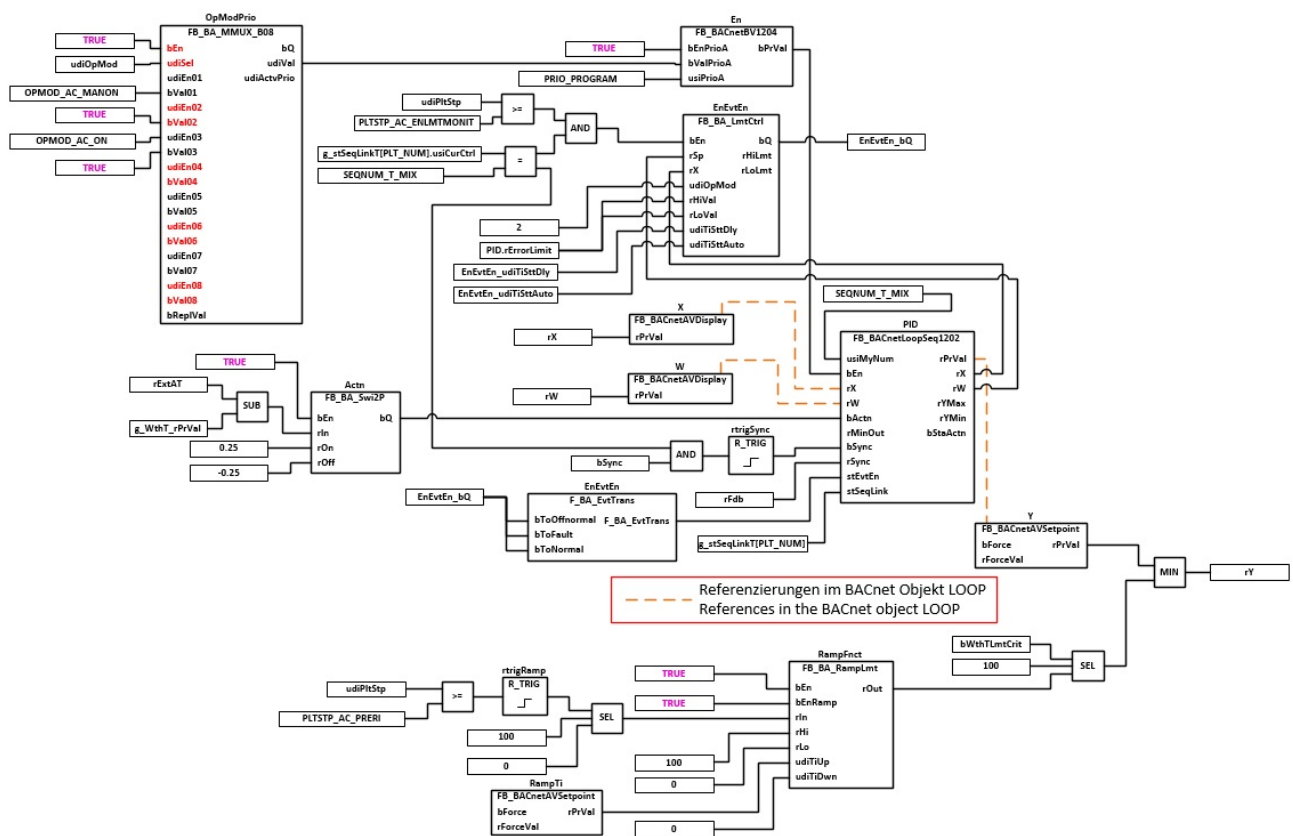 OpModPrio
FB_BA_MMUX_B08
TRUE
bEn
bQ
udiOpMod
udiSel
udiVal
udiEn01
udiActvPrio
OPMOD_AC_MANON
bVal01
udiEn02
TRUE
bVal02
OPMOD_AC_ON
udiEn03
bVal03
TRUE
udiEn04
bVal04
udiEn05
bVal05
udiEn06
bVal06
udiEn07
bVal07
udiEn08
bVal08
bReplVal
En
FB_BACnetBV1204
TRUE
bEnPrioA
bPrVal
bValPrioA
PRIO_PROGRAM
usiPrioA
udiPltStp
PLTSTP_AC_ENLMTMONIT
>=
AND
g_stSeqLinkT[PLT_NUM].usiCurCtrl
SEQNUM_T_MIX
=
EnEvtEn
FB_BA_LmtCtrl
bEn
bQ
EnEvtEn_bQ
rSp
rHiLmt
rX
rLoLmt
udiOpMod
rHiVal
2
rLoVal
PID.rErrorLimit
udiTiSttDly
EnEvtEn_udiTiSttDly
udiTiSttAuto
EnEvtEn_udiTiSttAuto
X
FB_BACnetAVDisplay
rX
rPrVal
W
FB_BACnetAVDisplay
rW
rPrVal
SEQNUM_T_MIX
PID
FB_BACnetLoopSeq1202
usiMyNum
rPrVal
bEn
rX
rX
rW
rW
rYMax
bActn
rYMin
rMinOut
bStaActn
bSync
rSync
stEvtEn
stSeqLink
TRUE
rExtAT
SUB
g_WthT_rPrVal
0.25
-0.25
Actn
FB_BA_Swi2P
bEn
bQ
rIn
rOn
rOff
bSync
AND
rtrigSync
R_TRIG
rFdb
EnEvtEn_bQ
EnEvtEn
F_BA_EvtTrans
bToOffnormal
F_BA_EvtTrans
bToFault
bToNormal
g_stSeqLinkT[PLT_NUM]
Y
FB_BACnetAVSetpoint
bForce
rPrVal
rForceVal
MIN
rY
Referenzierungen im BACnet Objekt LOOP
References in the BACnet object LOOP
bWthTLmtCrit
100
SEL
udiPltStp
PLTSTP_AC_PRERI
>=
rtrigRamp
R_TRIG
100
0
SEL
TRUE
TRUE
100
0
RampFnct
FB_BA_RampLmt
bEn
rOut
bEnRamp
rIn
rHi
rLo
udiTiUp
udiTiDwn
RampTi
FB_BACnetAVSetpoint
bForce
rPrVal
rForceVal
0